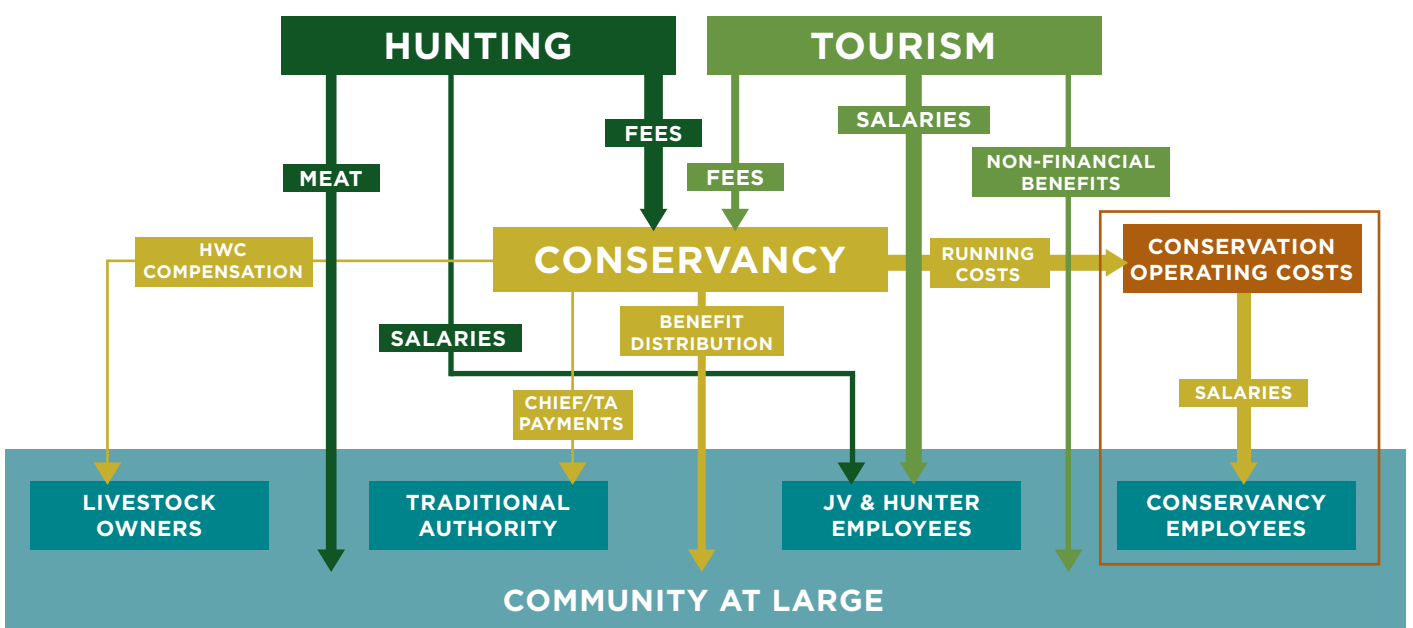 HUNTING
TOURISM
SALARIES
FEES
NON-FINANCIAL
BENEFITS
MEAT
FEES
HWC
COMPENSATION
CONSERVANCY
RUNNING
COSTS
CONSERVATION
OPERATING COSTS
SALARIES
BENEFIT
DISTRIBUTION
CHIEF/TA
PAYMENTS
SALARIES
LIVESTOCK
OWNERS
TRADITIONAL
AUTHORITY
JV & HUNTER
EMPLOYEES
CONSERVANCY
EMPLOYEES
COMMUNITY AT LARGE